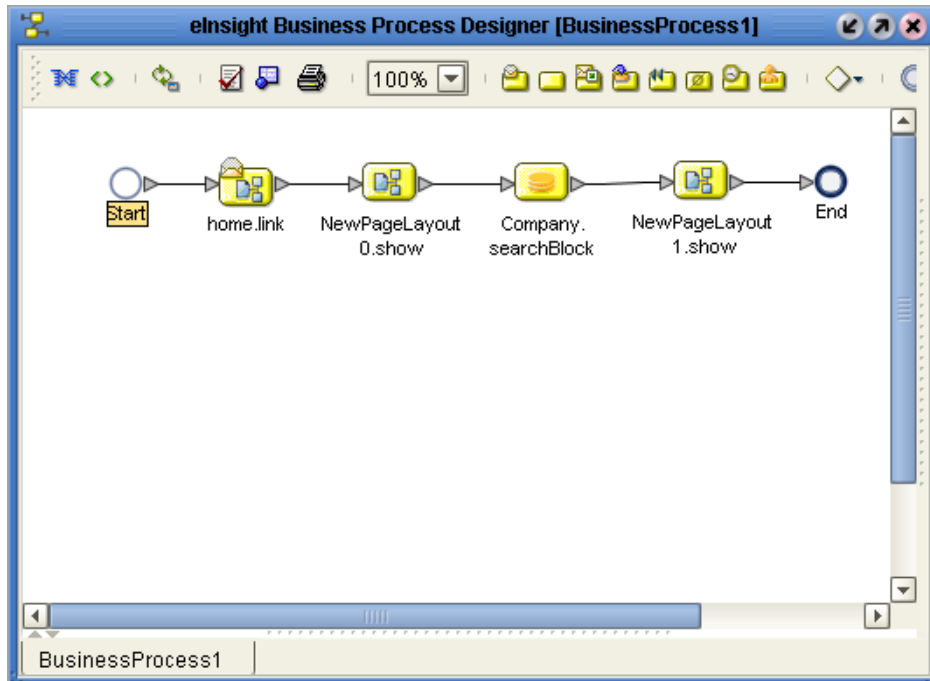 eInsight Business Process Designer [BusinessProcess1]
100%
Start
home.link
NewPageLayout
0.show
Company.
searchBlock
NewPageLayout
1.show
End
BusinessProcess1